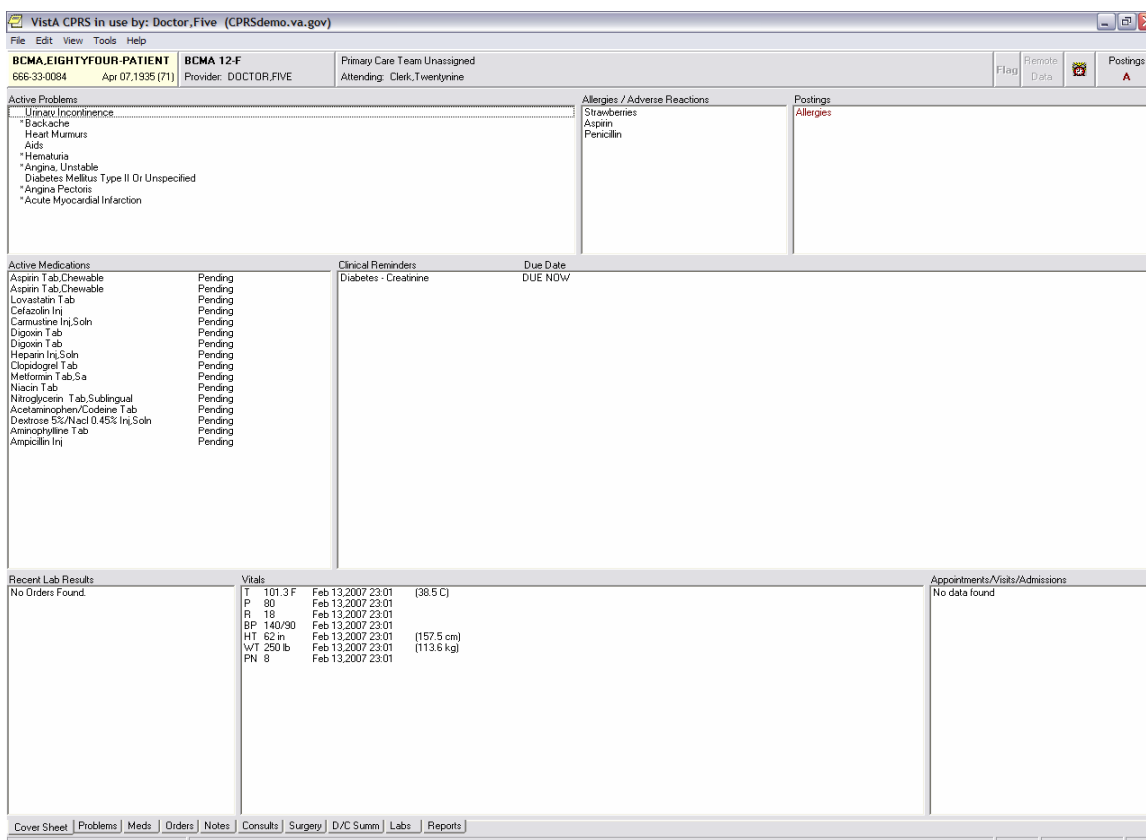 VistA CPRS in use by: Doctor,Five (CPRSdemo.va.gov)
File Edit View Tools Help
BCMA,EIGHTYFOUR-PATIENT BCMA 12-F Primary Care Team Unassigned Flag Remote Data Postings
666-33-0084 Apr 07,1935 (71) Provider: DOCTOR,FIVE Attending: Clerk,Twentynine A
Active Problems
Urinary Incontinence
*Backache
Heart Murmurs
Aids
*Hematuria
*Angina, Unstable
Diabetes Mellitus Type II Or Unspecified
*Angina Pectoris
*Acute Myocardial Infarction
Allergies / Adverse Reactions
Strawberries
Aspirin
Penicillin
Postings
Allergies
Active Medications
Aspirin Tab,Chewable Pending
Aspirin Tab,Chewable Pending
Lovastatin Tab Pending
Cefazolin Inj Pending
Carmustine Inj,Soln Pending
Digoxin Tab Pending
Digoxin Tab Pending
Heparin Inj,Soln Pending
Clopidogrel Tab Pending
Metformin Tab,Sa Pending
Niacin Tab Pending
Nitroglycerin Tab,Sublingual Pending
Acetaminophen/Codeine Tab Pending
Dextrose 5%/Nacl 0.45% Inj,Soln Pending
Aminophylline Tab Pending
Ampicillin Inj Pending
Clinical Reminders Due Date
Diabetes - Creatinine DUE NOW
Recent Lab Results
No Orders Found.
Vitals
T 101.3 F Feb 13,2007 23:01 (38.5 C)
P 80 Feb 13,2007 23:01
R 18 Feb 13,2007 23:01
BP 140/90 Feb 13,2007 23:01
HT 62 in Feb 13,2007 23:01 (157.5 cm)
WT 250 lb Feb 13,2007 23:01 (113.6 kg)
PN 8 Feb 13,2007 23:01
Appointments/Visits/Admissions
No data found
Cover Sheet Problems Meds Orders Notes Consults Surgery D/C Summ Labs Reports